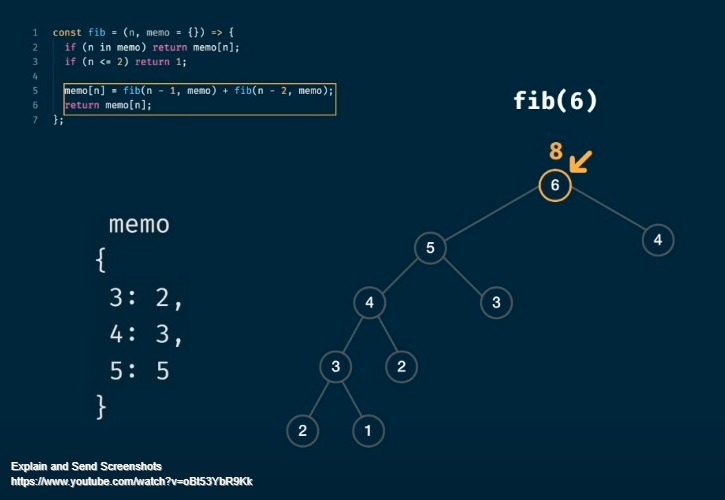 1 const fib = (n, memo = {}) => {
2 if (n in memo) return memo[n];
3 if (n <= 2) return 1;
4
5 memo[n] = fib(n - 1, memo) + fib(n - 2, memo);
6 return memo[n];
7 };
fib(6)
8
6
5 4
4 3
3 2
2 1
memo
{
3: 2,
4: 3,
5: 5
}
Explain and Send Screenshots
https://www.youtube.com/watch?v=oBt53YbR9Kk